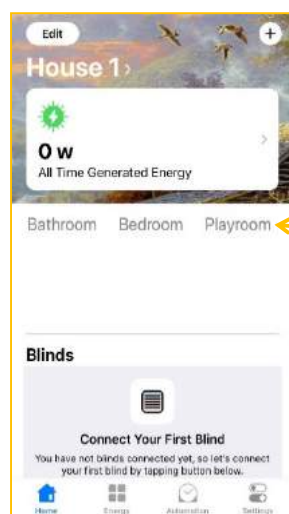 Edit
+
House 1 >
0 w
All Time Generated Energy
Bathroom Bedroom Playroom
Blinds
Connect Your First Blind
You have not blinds connected yet, so let's connect
your first blind by tapping button below.
Home Energy Automation Settings